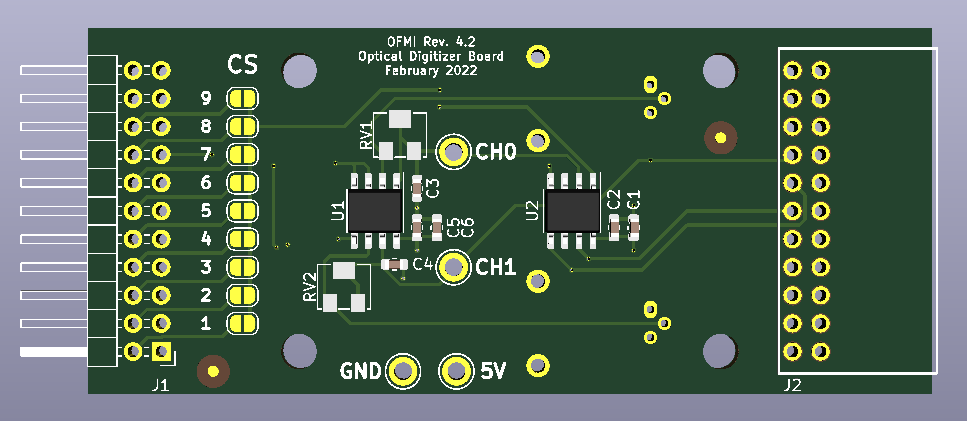 OFMI Rev. 4.2
Optical Digitizer Board
February 2022
CS
9
8
7
6
5
4
3
2
1
RV1
CH0
C3
U1
C5
C6
U2
C2
C1
C4
CH1
RV2
GND
5V
J1
J2